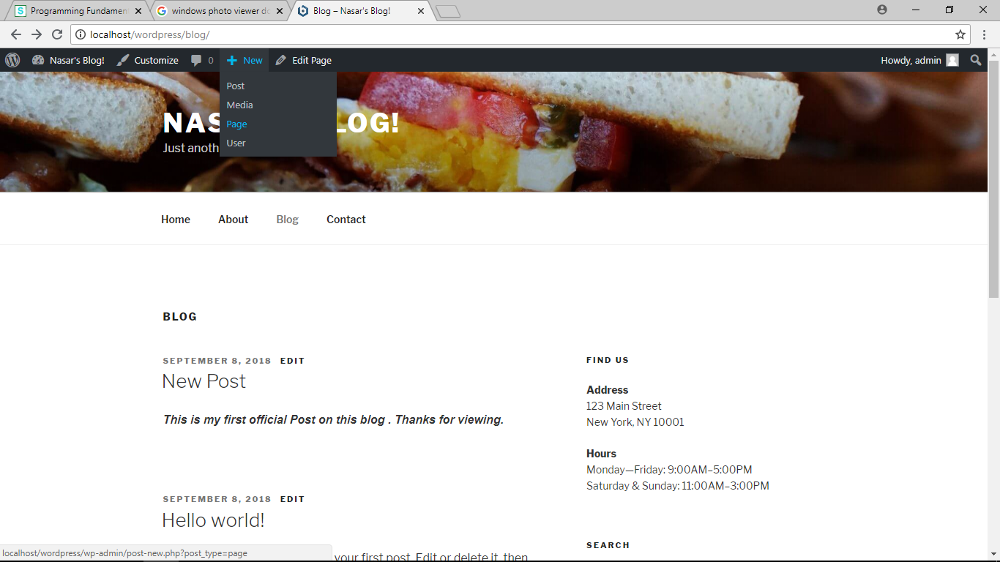 Programming Fundamen
windows photo viewer do
Blog – Nasar's Blog!
localhost/wordpress/blog/
Nasar's Blog!
Customize
0
New
Edit Page
Howdy, admin
Post
Media
Page
User
NAS LOG!
Just anoth
Home
About
Blog
Contact
BLOG
SEPTEMBER 8, 2018 EDIT
New Post
This is my first official Post on this blog . Thanks for viewing.
SEPTEMBER 8, 2018 EDIT
Hello world!
your first post. Edit or delete it, then
FIND US
Address
123 Main Street
New York, NY 10001
Hours
Monday—Friday: 9:00AM–5:00PM
Saturday & Sunday: 11:00AM–3:00PM
SEARCH
localhost/wordpress/wp-admin/post-new.php?post_type=page